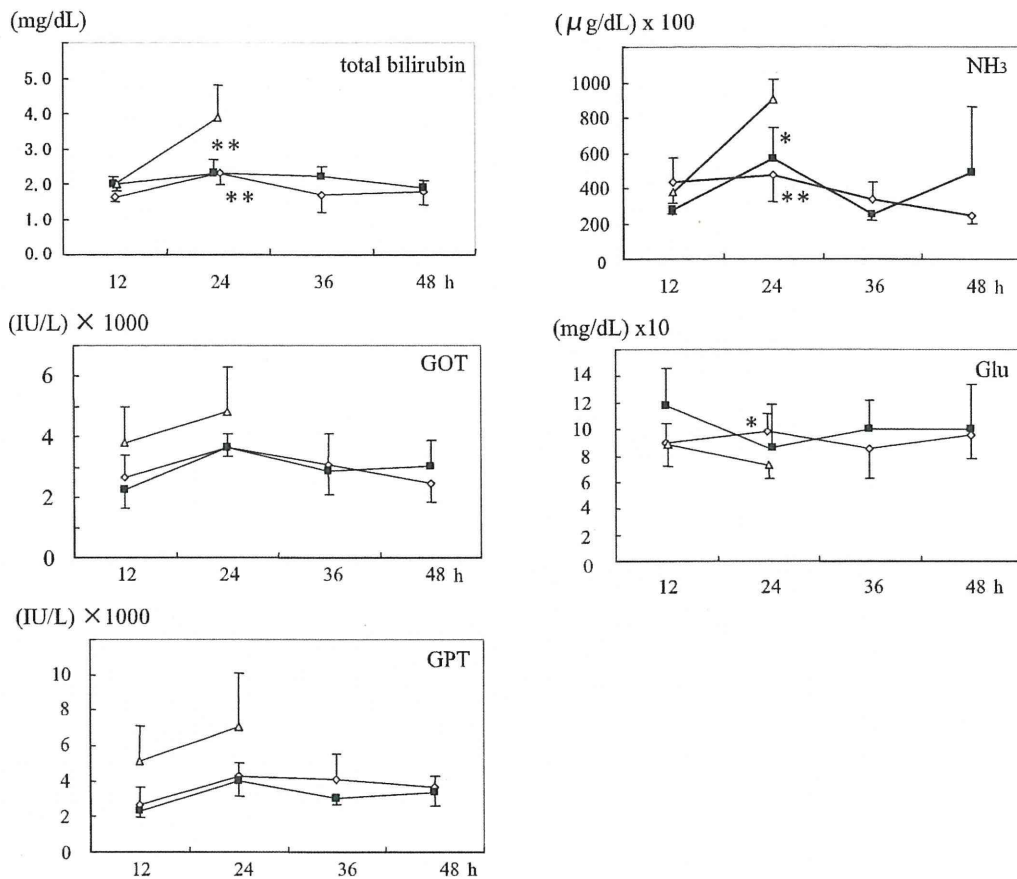 (mg/dL)
total bilirubin
5.0
4.0
3.0
2.0
1.0
0.0
**
**
12 24 36 48 h
(μg/dL) x 100
NH3
1000
800
600
400
200
0
*
**
12 24 36 48 h
(IU/L) × 1000
GOT
6
4
2
0
12 24 36 48 h
(mg/dL) x10
Glu
14
12
10
8
6
4
2
0
*
12 24 36 48 h
(IU/L) ×1000
GPT
10
8
6
4
2
0
12 24 36 48 h